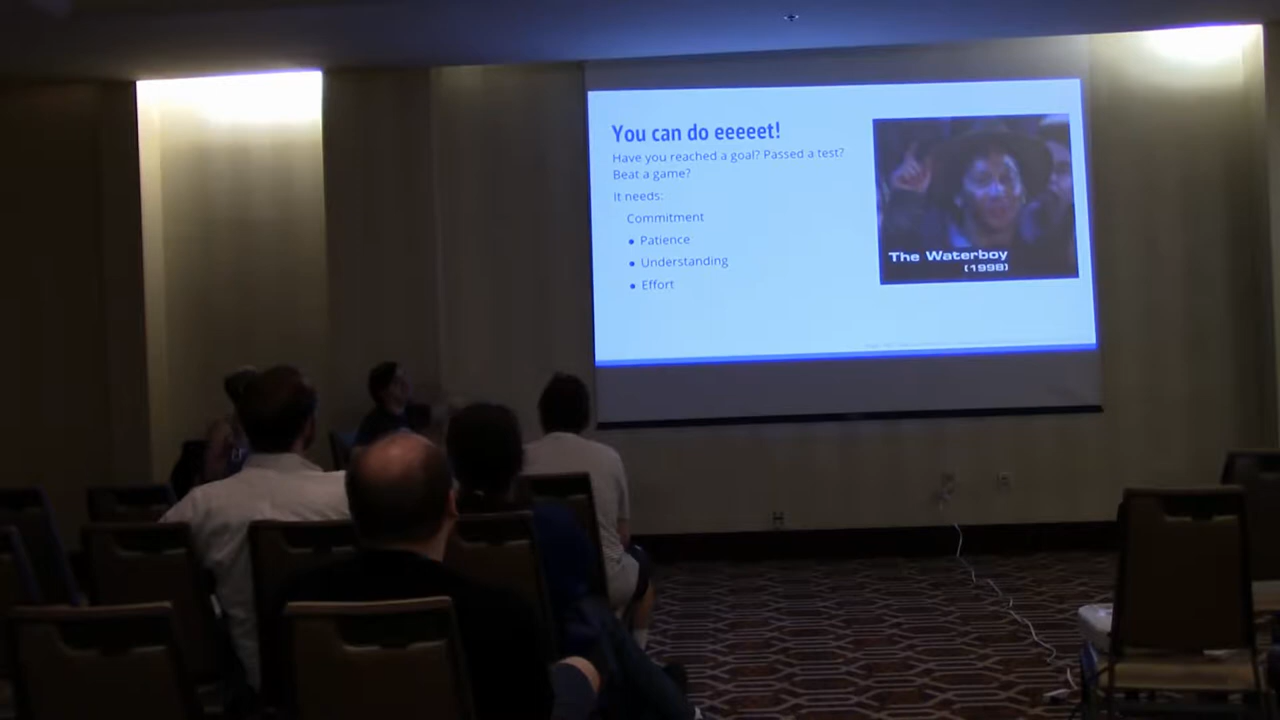 You can do eeeeet!
Have you reached a goal? Passed a test?
Beat a game?
It needs:
Commitment
• Patience
• Understanding
• Effort
The Waterboy
(1998)